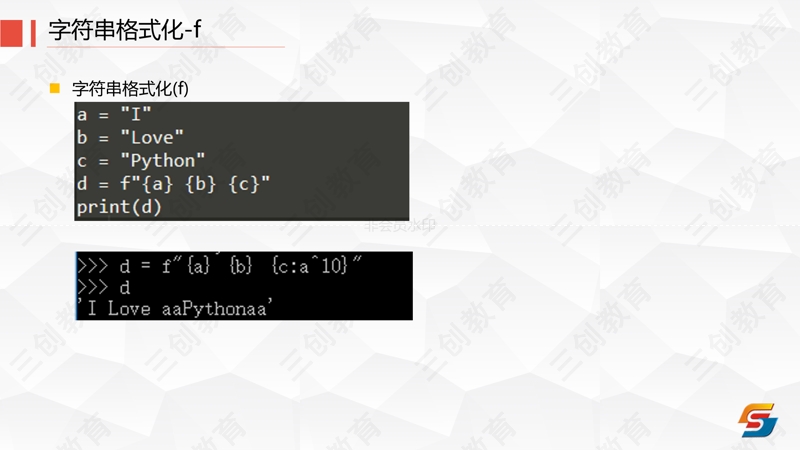 字符串格式化-f
字符串格式化(f)
a = "I"
b = "Love"
c = "Python"
d = f"{a} {b} {c}"
print(d)
非会员水印
>>> d = f"{a} {b} {c:a^10}"
>>> d
'I Love aaPythonaa'
三创教育